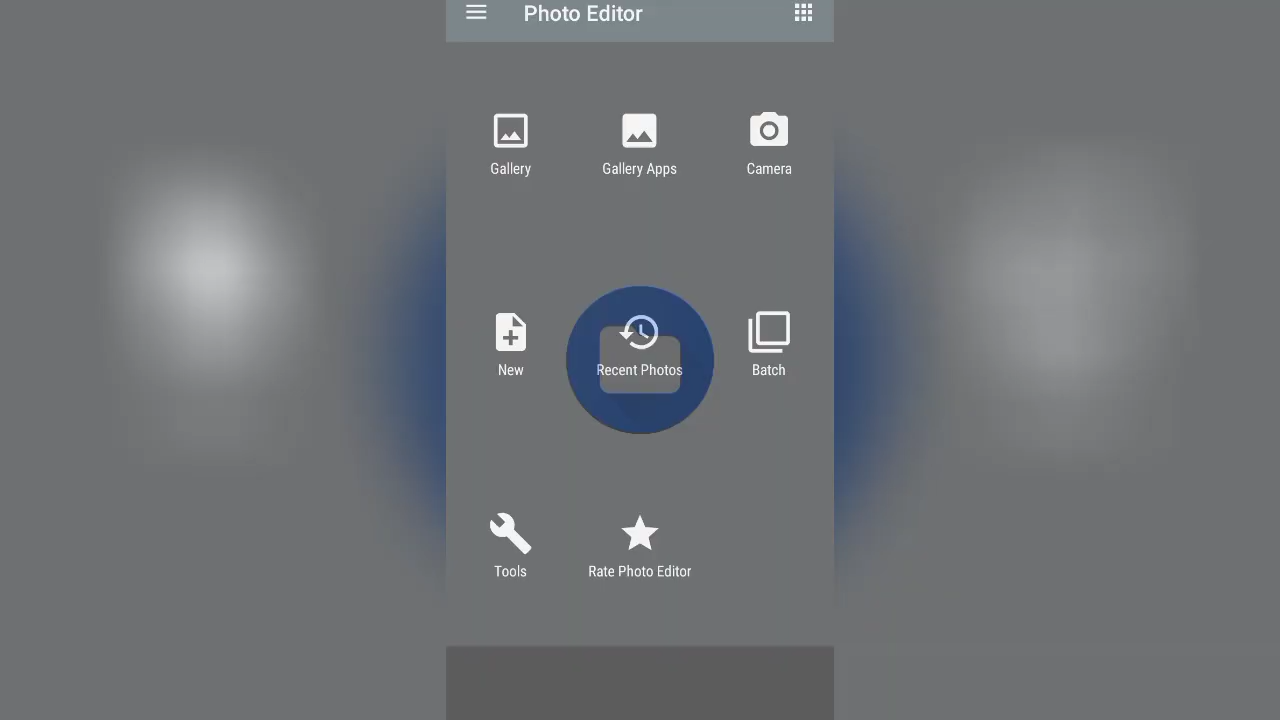 Photo Editor
Gallery
Gallery Apps
Camera
New
Recent Photos
Batch
Tools
Rate Photo Editor